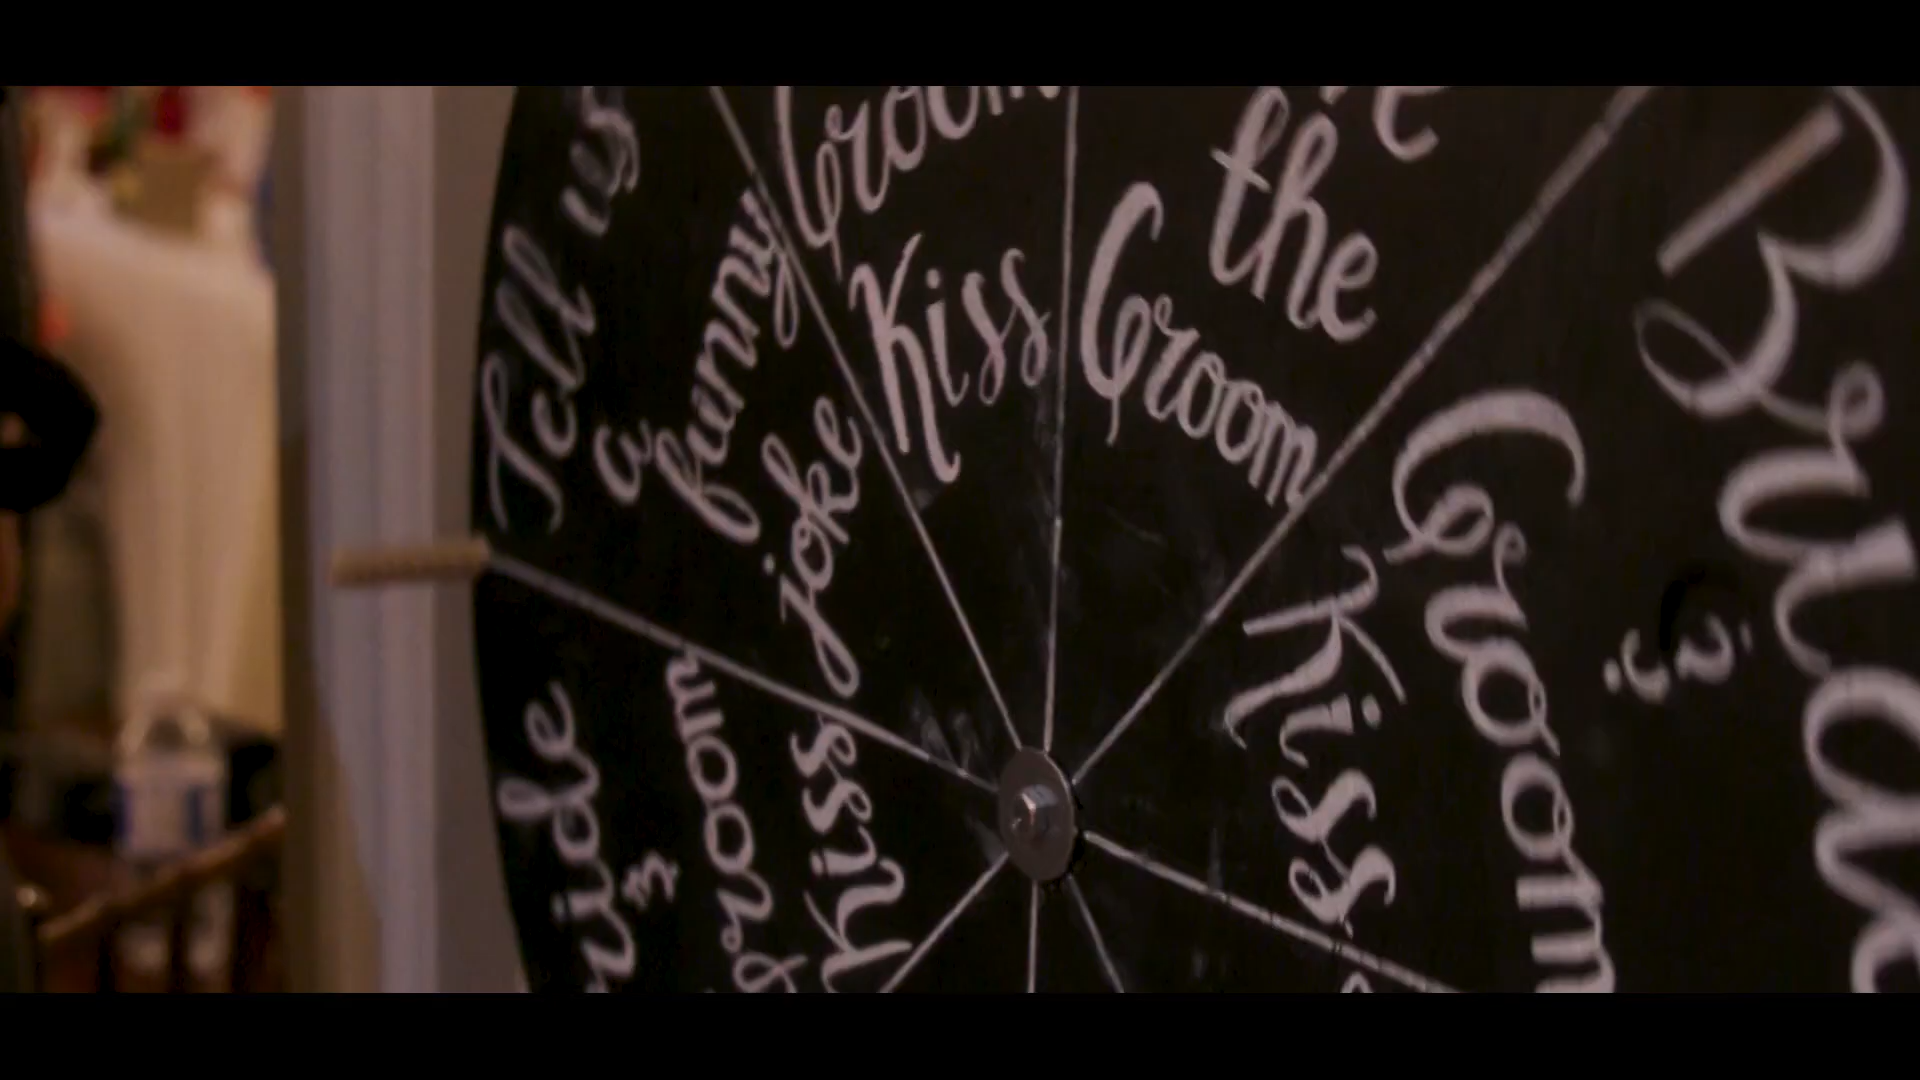 Tell us
a
funny
joke
Groom
Kiss
the
Groom
Bride
&
Groom
Kiss
Bride
&
Groom
Kiss